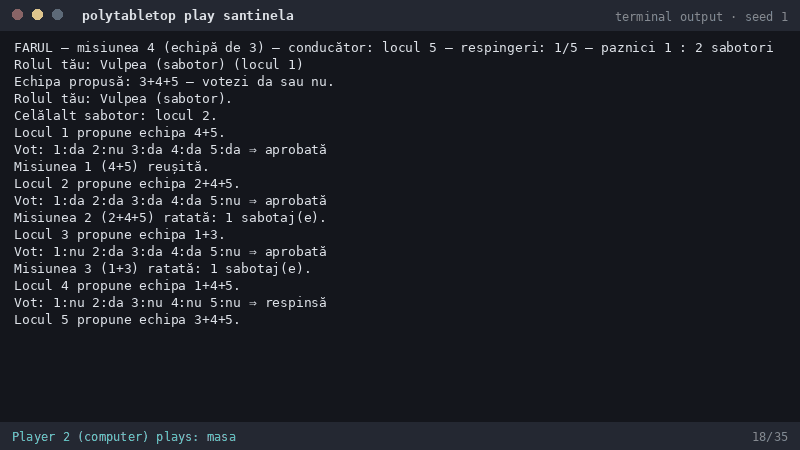 polytabletop play santinela
terminal output · seed 1
FARUL — misiunea 4 (echipă de 3) — conducător: locul 5 — respingeri: 1/5 — paznici 1 : 2 sabotori
Rolul tău: Vulpea (sabotor) (locul 1)
Echipa propusă: 3+4+5 — votezi da sau nu.
Rolul tău: Vulpea (sabotor).
Celălalt sabotor: locul 2.
Locul 1 propune echipa 4+5.
Vot: 1:da 2:nu 3:da 4:da 5:da ⇒ aprobată
Misiunea 1 (4+5) reușită.
Locul 2 propune echipa 2+4+5.
Vot: 1:da 2:da 3:da 4:da 5:nu ⇒ aprobată
Misiunea 2 (2+4+5) ratată: 1 sabotaj(e).
Locul 3 propune echipa 1+3.
Vot: 1:nu 2:da 3:da 4:da 5:nu ⇒ aprobată
Misiunea 3 (1+3) ratată: 1 sabotaj(e).
Locul 4 propune echipa 1+4+5.
Vot: 1:nu 2:da 3:nu 4:nu 5:nu ⇒ respinsă
Locul 5 propune echipa 3+4+5.
Player 2 (computer) plays: masa
18/35